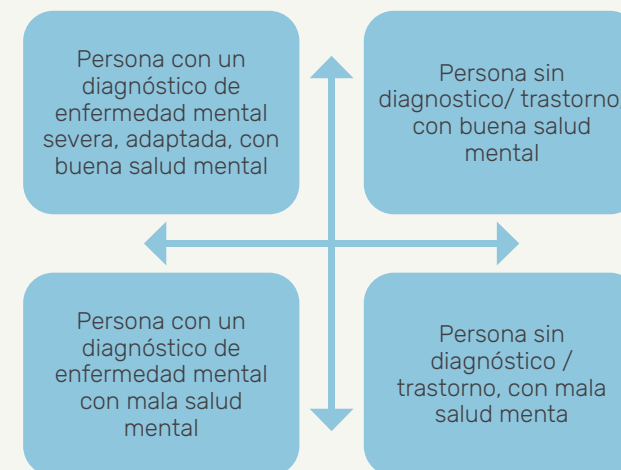 Persona con un
diagnóstico de
enfermedad mental
severa, adaptada, con
buena salud mental
Persona sin
diagnostico/ trastorno,
con buena salud
mental
Persona con un
diagnóstico de
enfermedad mental
con mala salud
mental
Persona sin
diagnóstico /
trastorno, con mala
salud menta